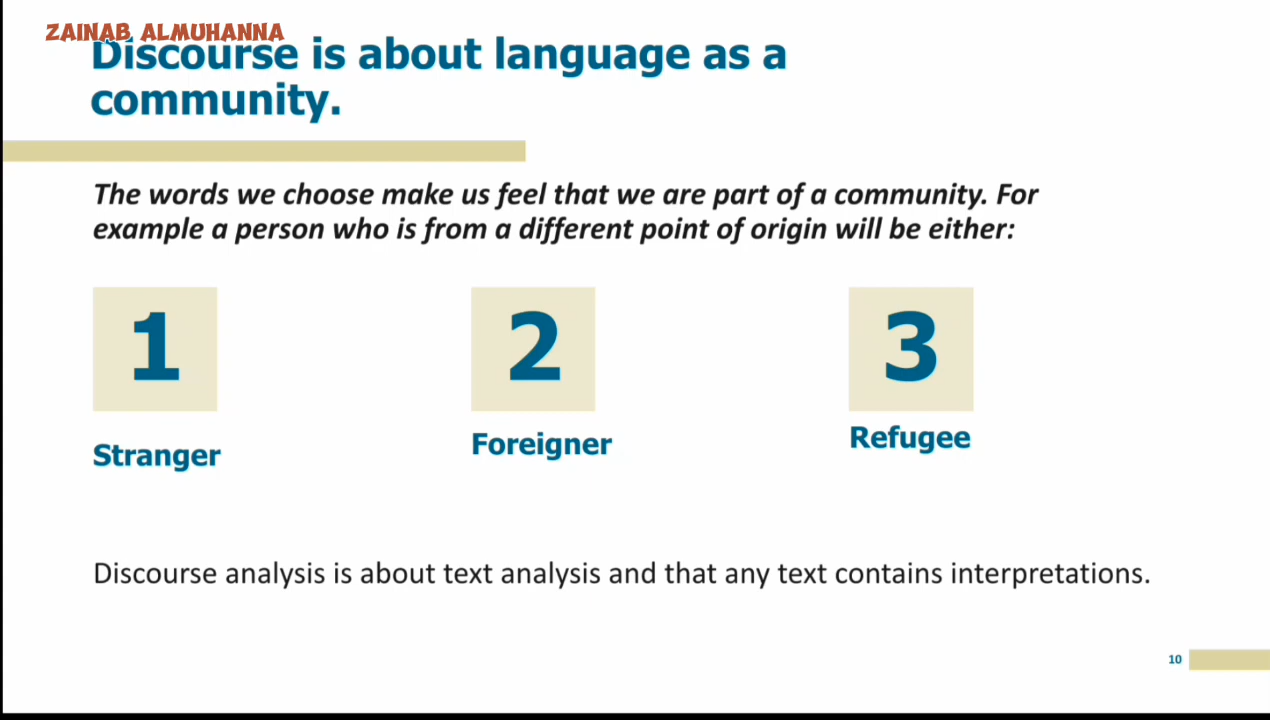 ZAINAB ALMUHANNA
Discourse is about language as a
community.
The words we choose make us feel that we are part of a community. For
example a person who is from a different point of origin will be either:
1
2
3
Stranger
Foreigner
Refugee
Discourse analysis is about text analysis and that any text contains interpretations.
10